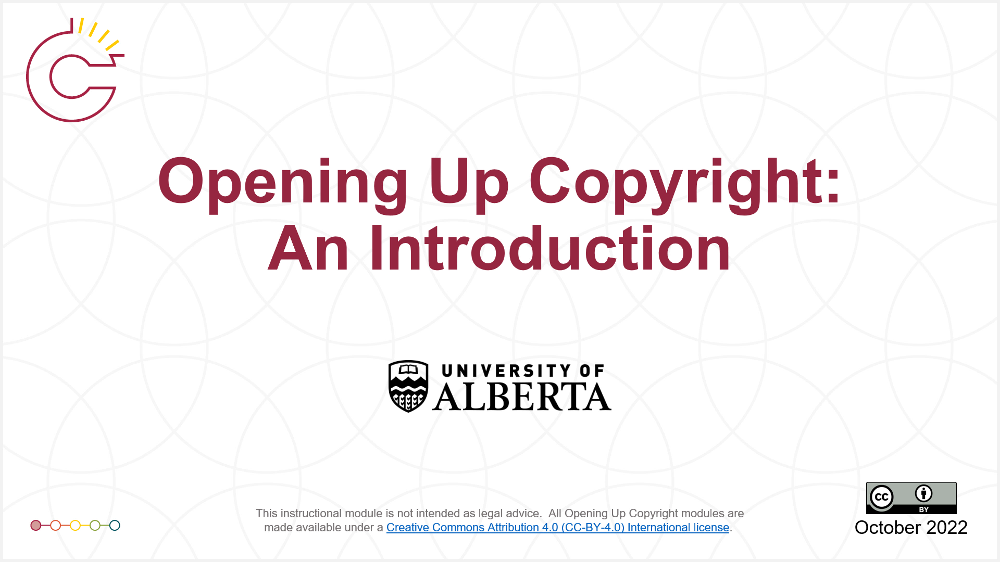 Opening Up Copyright:
An Introduction
UNIVERSITY OF
ALBERTA
This instructional module is not intended as legal advice.  All Opening Up Copyright modules are
made available under a Creative Commons Attribution 4.0 (CC-BY-4.0) International license.
CC
BY
October 2022